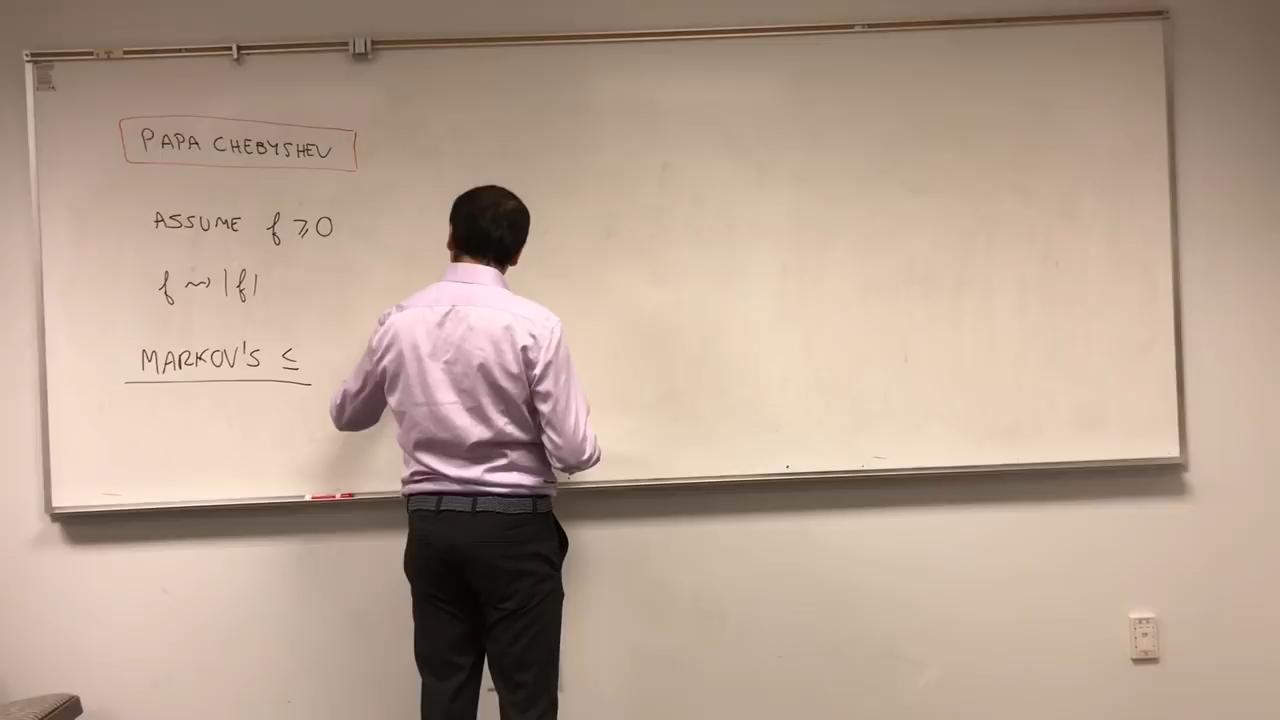 PAPA CHEBYSHEV
ASSUME f ⩾ 0
f ⇝ |f|
MARKOV'S ≤